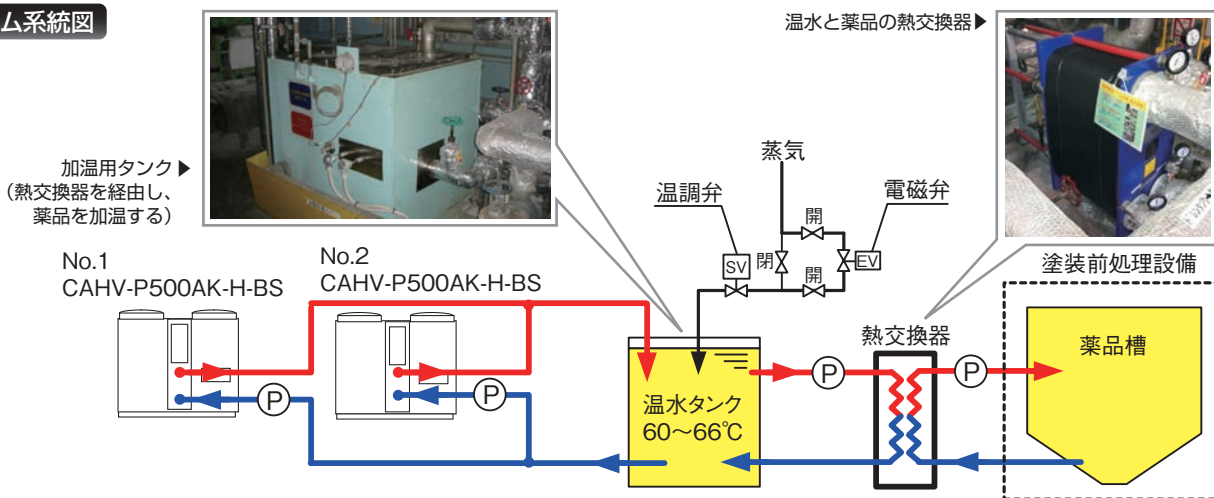 ム系統図
温水と薬品の熱交換器▶
加温用タンク▶
(熱交換器を経由し、
薬品を加温する)
蒸気
温調弁
電磁弁
開
SV
閉
EV
開
No.1
CAHV-P500AK-H-BS
No.2
CAHV-P500AK-H-BS
塗装前処理設備
熱交換器
薬品槽
P
P
P
P
温水タンク
60〜66℃